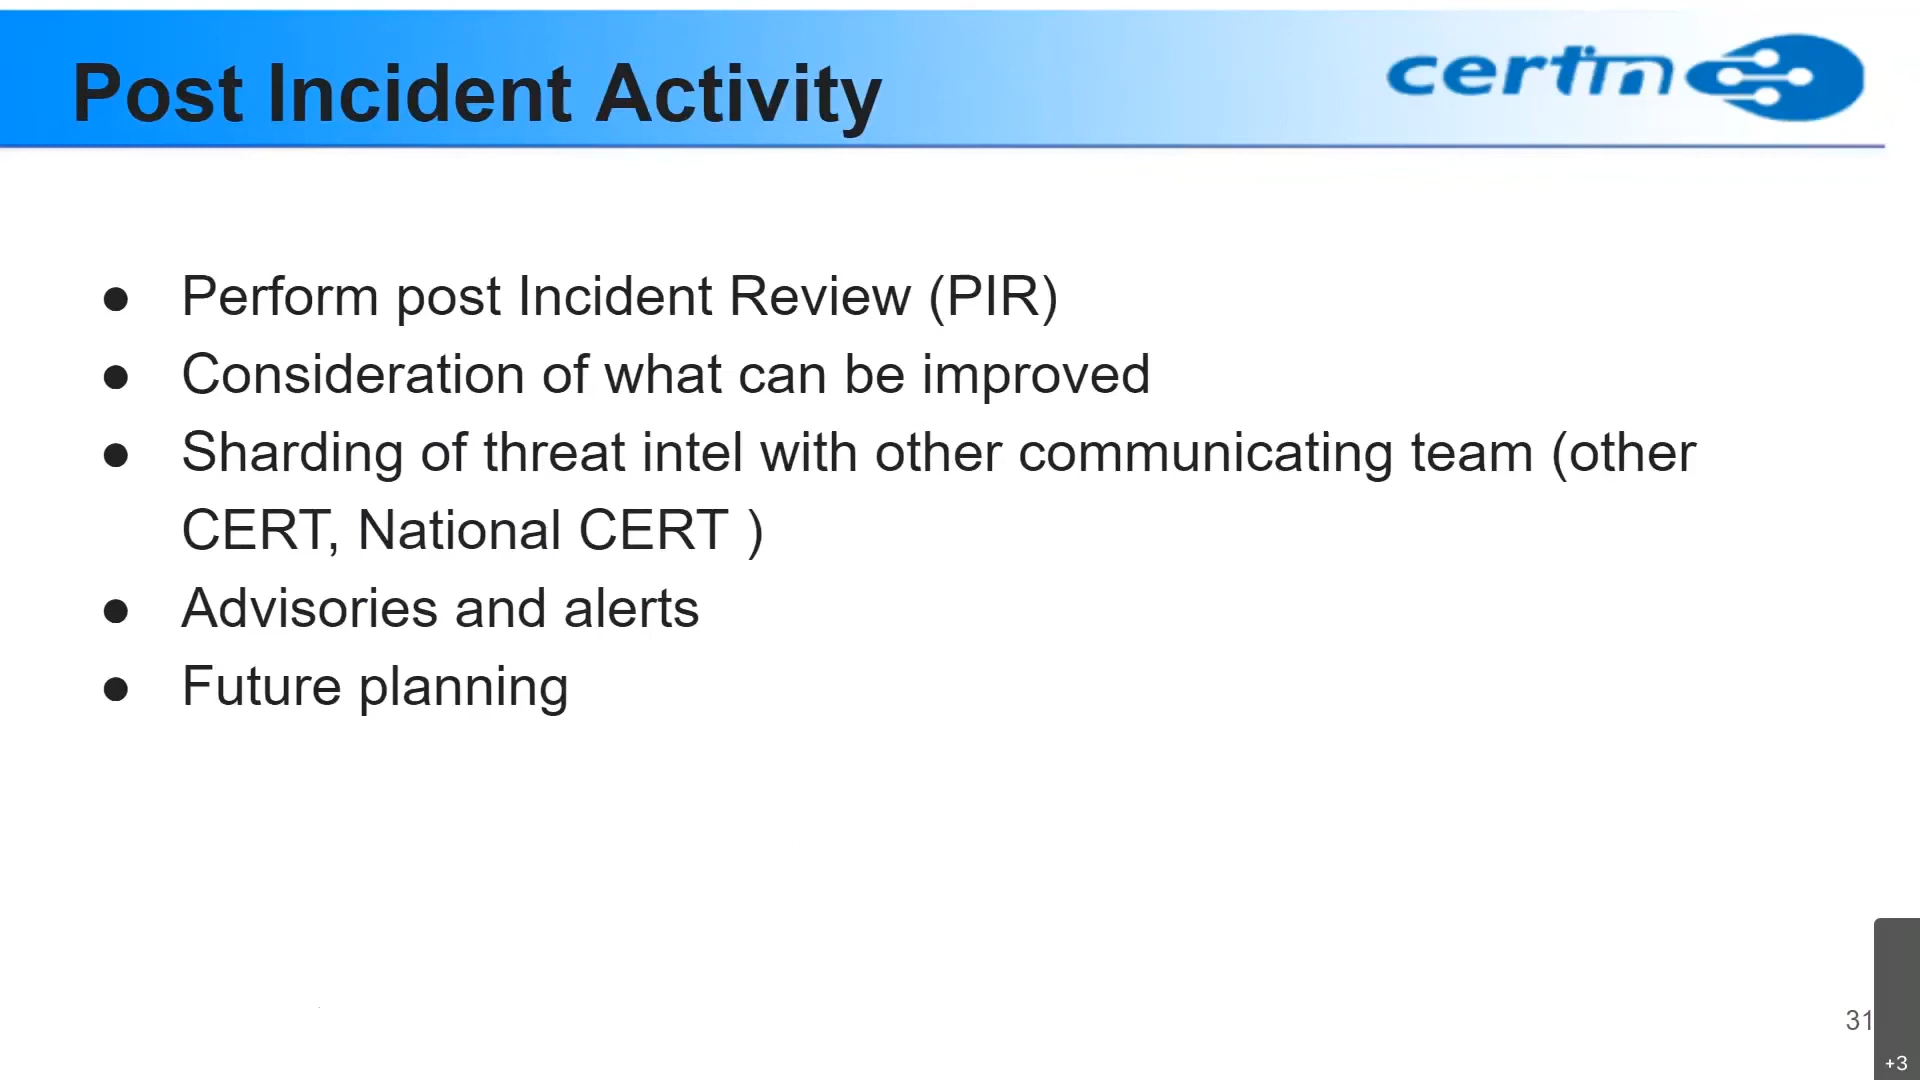 Post Incident Activity
certin
● Perform post Incident Review (PIR)
● Consideration of what can be improved
● Sharding of threat intel with other communicating team (other
CERT, National CERT )
● Advisories and alerts
● Future planning
31
+3